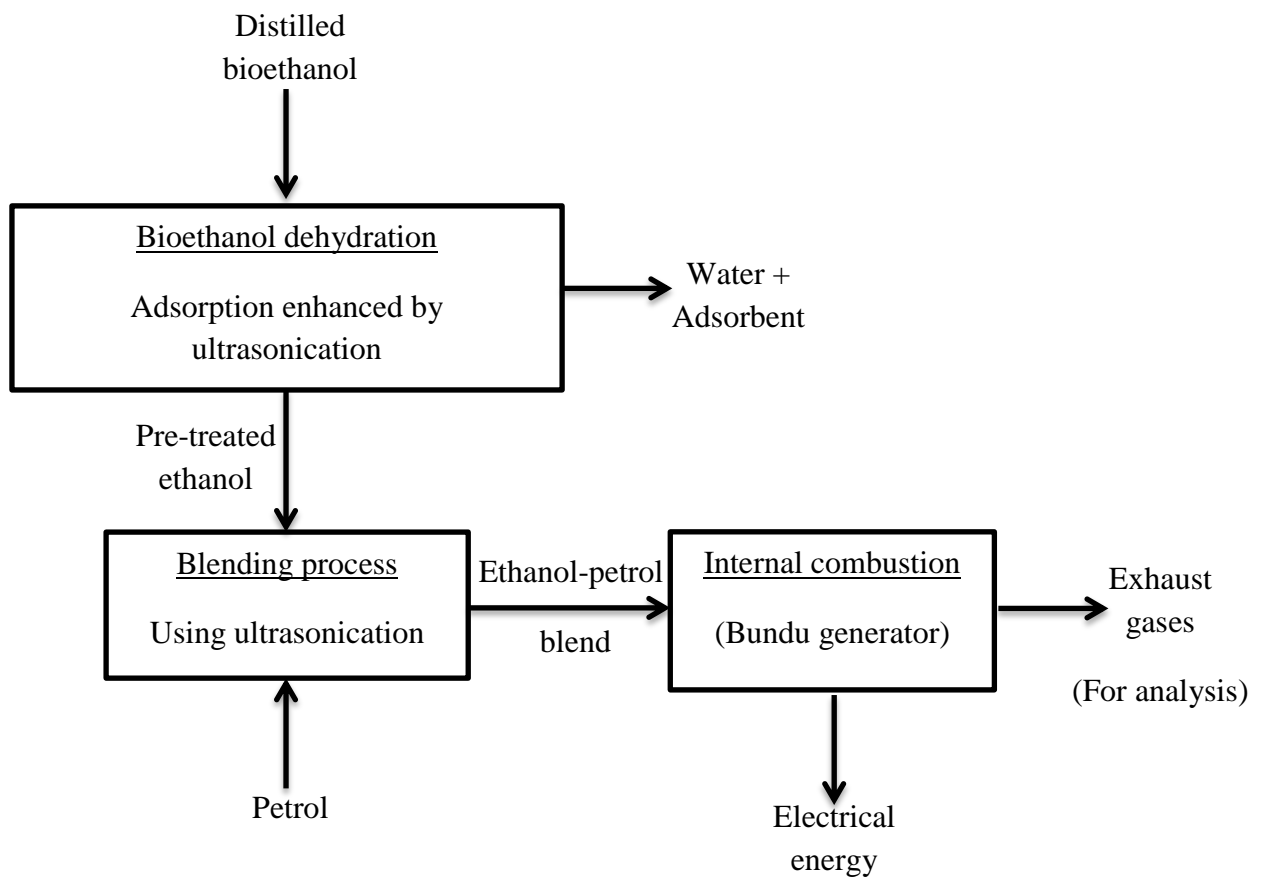 Distilled
bioethanol
Bioethanol dehydration
Adsorption enhanced by
ultrasonication
Water +
Adsorbent
Pre-treated
ethanol
Blending process
Using ultrasonication
Ethanol-petrol
blend
Internal combustion
(Bundu generator)
Exhaust
gases
(For analysis)
Petrol
Electrical
energy